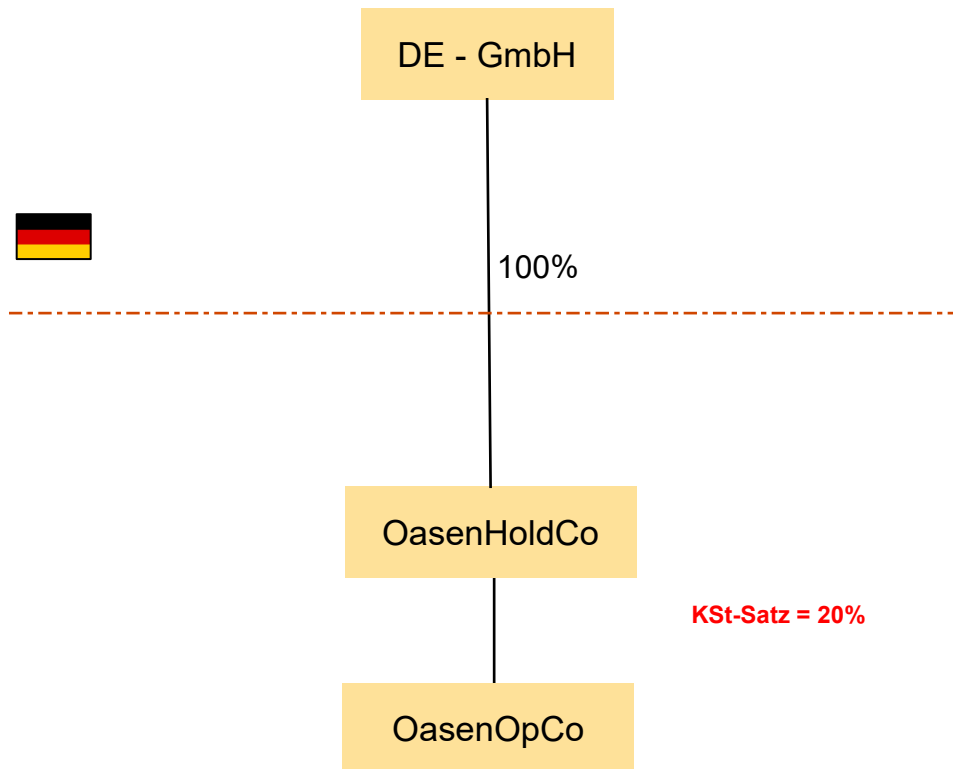 DE - GmbH
100%
OasenHoldCo
KSt-Satz = 20%
OasenOpCo